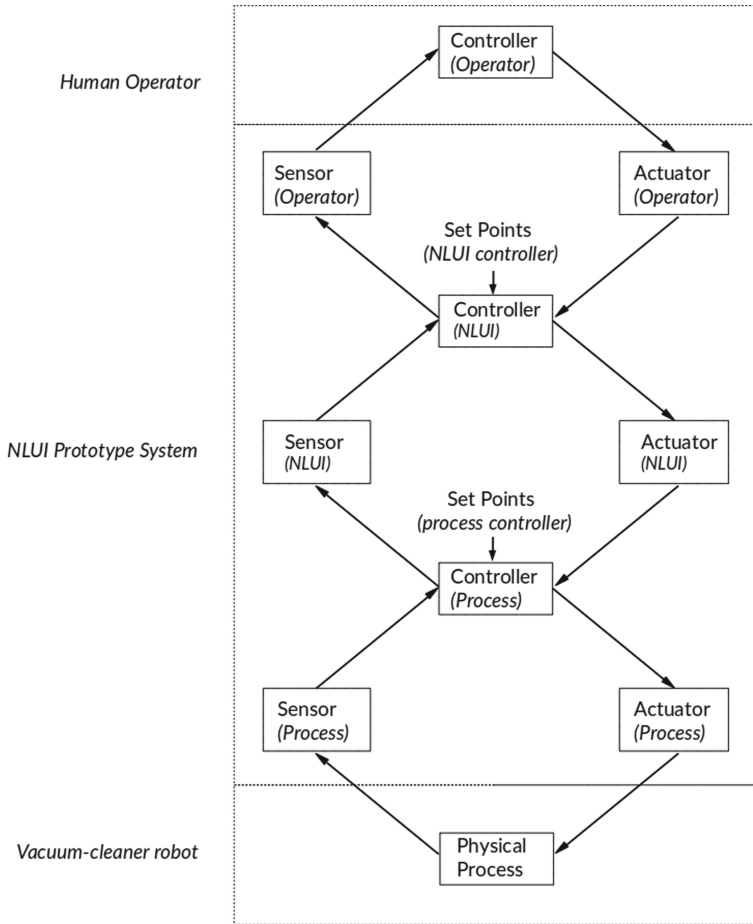 Controller
(Operator)
Human Operator
Sensor
(Operator)
Actuator
(Operator)
Set Points
(NLUI controller)
Controller
(NLUI)
NLUI Prototype System
Sensor
(NLUI)
Actuator
(NLUI)
Set Points
(process controller)
Controller
(Process)
Sensor
(Process)
Actuator
(Process)
Vacuum-cleaner robot
Physical
Process